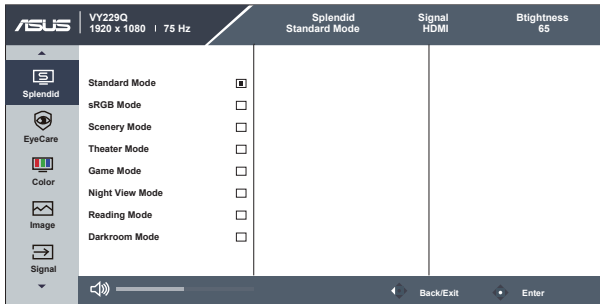 ASUS
VY229Q
1920 x 1080 | 75 Hz
Splendid
Standard Mode
Signal
HDMI
Btightness
65
Splendid
EyeCare
Color
Image
Signal
Standard Mode
sRGB Mode
Scenery Mode
Theater Mode
Game Mode
Night View Mode
Reading Mode
Darkroom Mode
Back/Exit
Enter